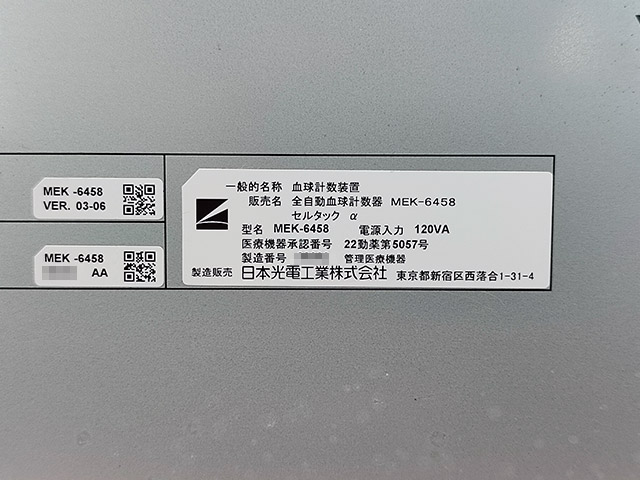 MEK -6458
VER. 03-06
MEK -6458
AA
一般的名称 血球計数装置
販売名 全自動血球計数器 MEK-6458
セルタック α
型名 MEK-6458 電源入力 120VA
医療機器承認番号 22動薬第5057号
製造番号 管理医療機器
製造販売 日本光電工業株式会社 東京都新宿区西落合1-31-4